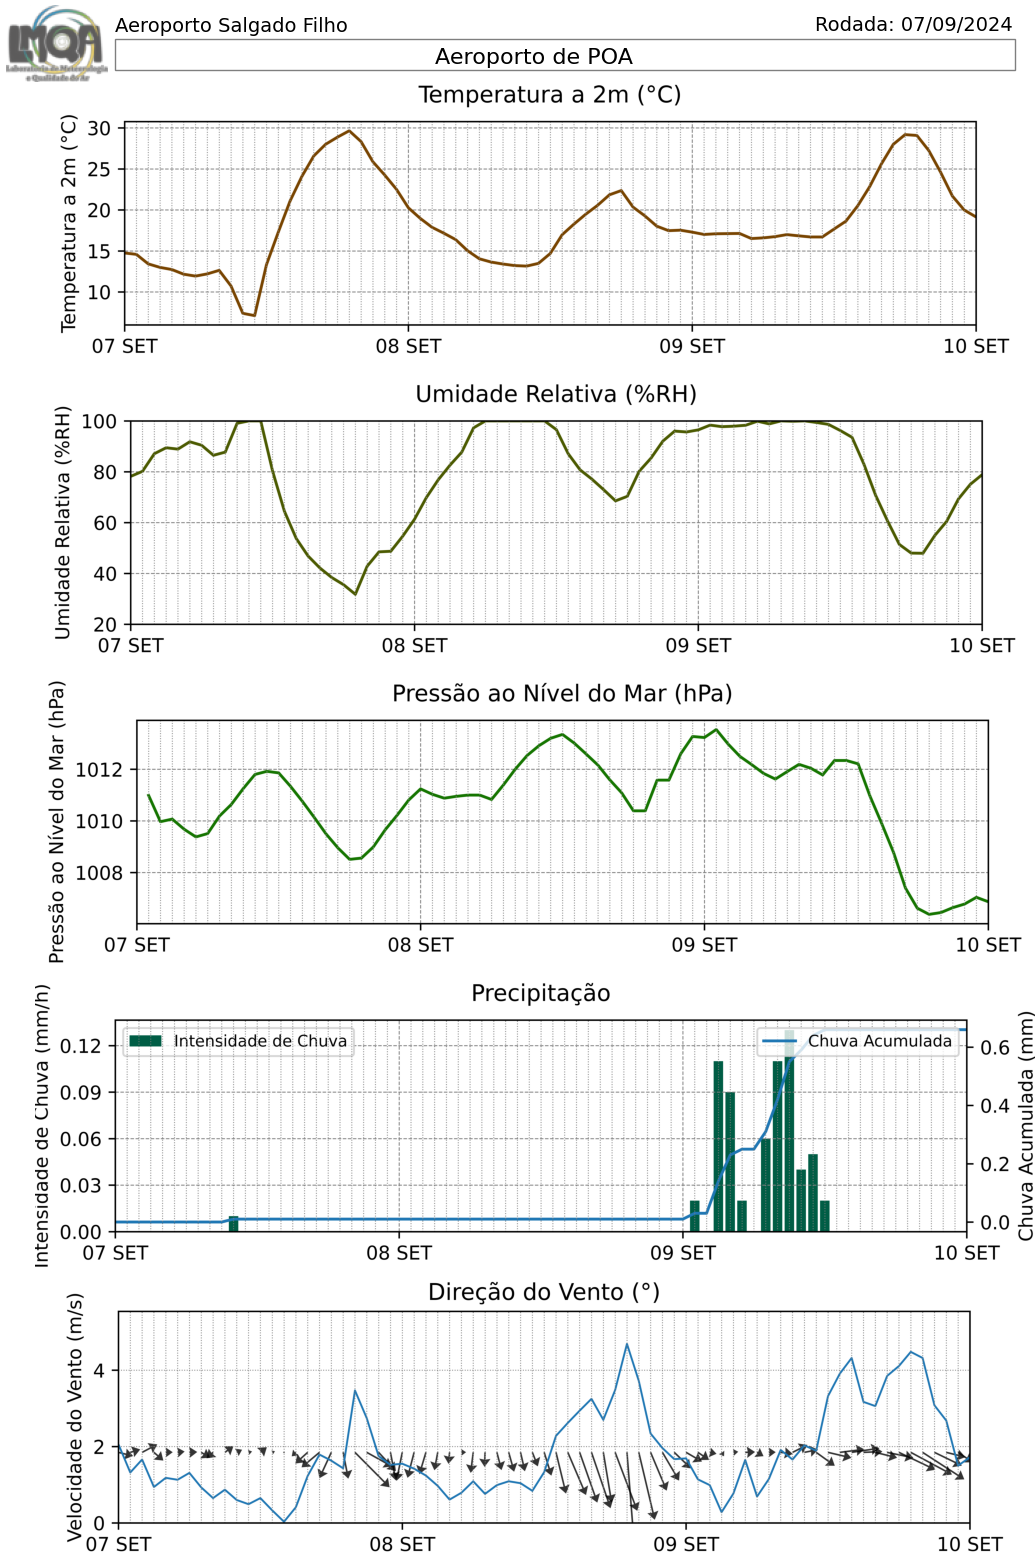 LMQA
Laboratório de Meteorologia
e Qualidade do Ar
Aeroporto Salgado Filho
Rodada: 07/09/2024
Aeroporto de POA
Temperatura a 2m (°C)
Temperatura a 2m (°C)
30
25
20
15
10
07 SET
08 SET
09 SET
10 SET
Umidade Relativa (%RH)
Umidade Relativa (%RH)
100
80
60
40
20
07 SET
08 SET
09 SET
10 SET
Pressão ao Nível do Mar (hPa)
Pressão ao Nível do Mar (hPa)
1012
1010
1008
07 SET
08 SET
09 SET
10 SET
Precipitação
Intensidade de Chuva (mm/h)
0.12
0.09
0.06
0.03
0.00
Intensidade de Chuva
Chuva Acumulada
0.6
0.4
0.2
0.0
Chuva Acumulada (mm)
07 SET
08 SET
09 SET
10 SET
Direção do Vento (°)
Velocidade do Vento (m/s)
4
2
0
07 SET
08 SET
09 SET
10 SET